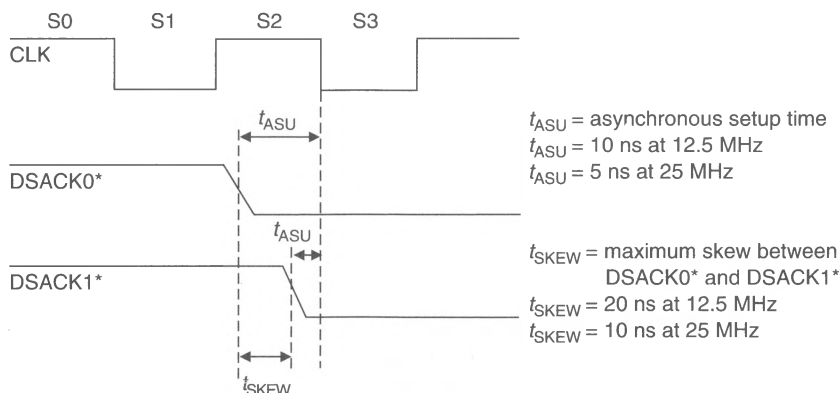 S0 S1 S2 S3
CLK
tASU
tASU = asynchronous setup time
tASU = 10 ns at 12.5 MHz
tASU = 5 ns at 25 MHz
DSACK0*
tASU
tSKEW = maximum skew between
DSACK0* and DSACK1*
DSACK1*
tSKEW = 20 ns at 12.5 MHz
tSKEW = 10 ns at 25 MHz
tSKEW